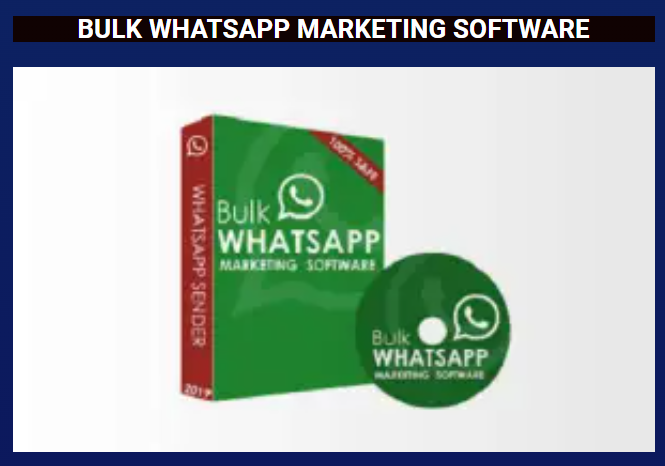 BULK WHATSAPP MARKETING SOFTWARE
100% SAFE
WHATSAPP SENDER
2019
Bulk
WHATSAPP
MARKETING SOFTWARE
Bulk
WHATSAPP
MARKETING SOFTWARE